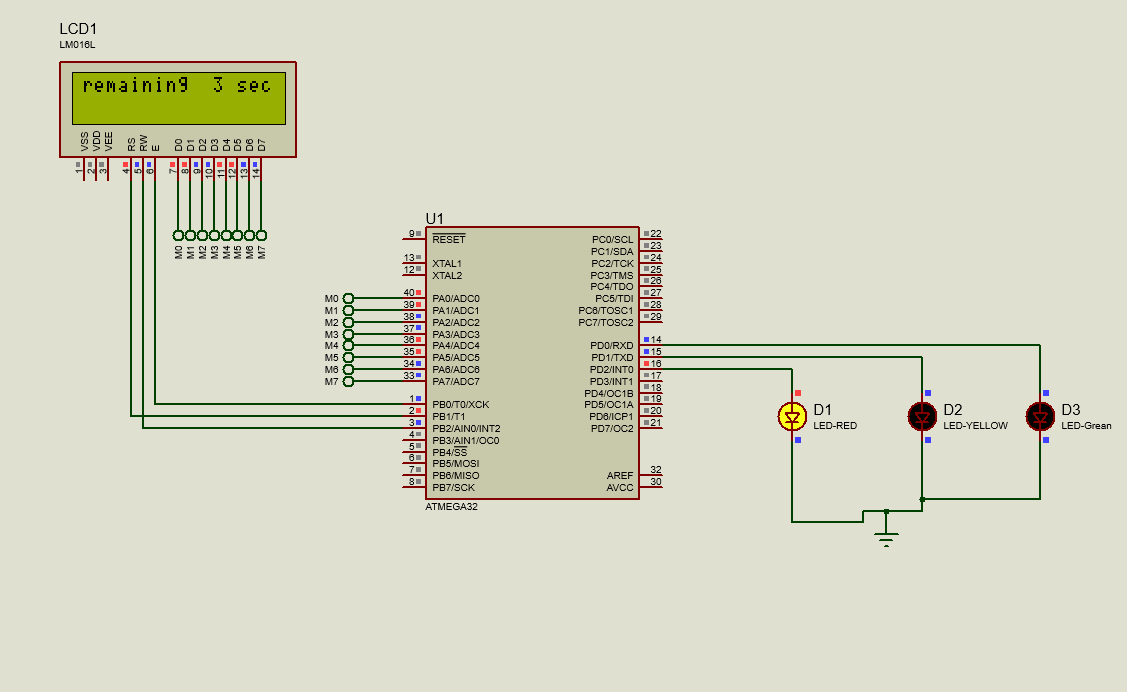 LCD1
LM016L
remaining  3 sec
VSS VDD VEE RS RW E D0 D1 D2 D3 D4 D5 D6 D7
1 2 3 4 5 6 7 8 9 10 11 12 13 14
M0 M1 M2 M3 M4 M5 M6 M7
U1
9 RESET PC0/SCL 22
PC1/SDA 23
13 XTAL1 PC2/TCK 24
12 XTAL2 PC3/TMS 25
PC4/TDO 26
M0 40 PA0/ADC0 PC5/TDI 27
M1 39 PA1/ADC1 PC6/TOSC1 28
M2 38 PA2/ADC2 PC7/TOSC2 29
M3 37 PA3/ADC3
M4 36 PA4/ADC4 PD0/RXD 14
M5 35 PA5/ADC5 PD1/TXD 15
M6 34 PA6/ADC6 PD2/INT0 16
M7 33 PA7/ADC7 PD3/INT1 17
PD4/OC1B 18
1 PB0/T0/XCK PD5/OC1A 19
2 PB1/T1 PD6/ICP1 20
3 PB2/AIN0/INT2 PD7/OC2 21
4 PB3/AIN1/OC0
5 PB4/SS
6 PB5/MOSI
7 PB6/MISO AREF 32
8 PB7/SCK AVCC 30
ATMEGA32
D1
LED-RED
D2
LED-YELLOW
D3
LED-Grean